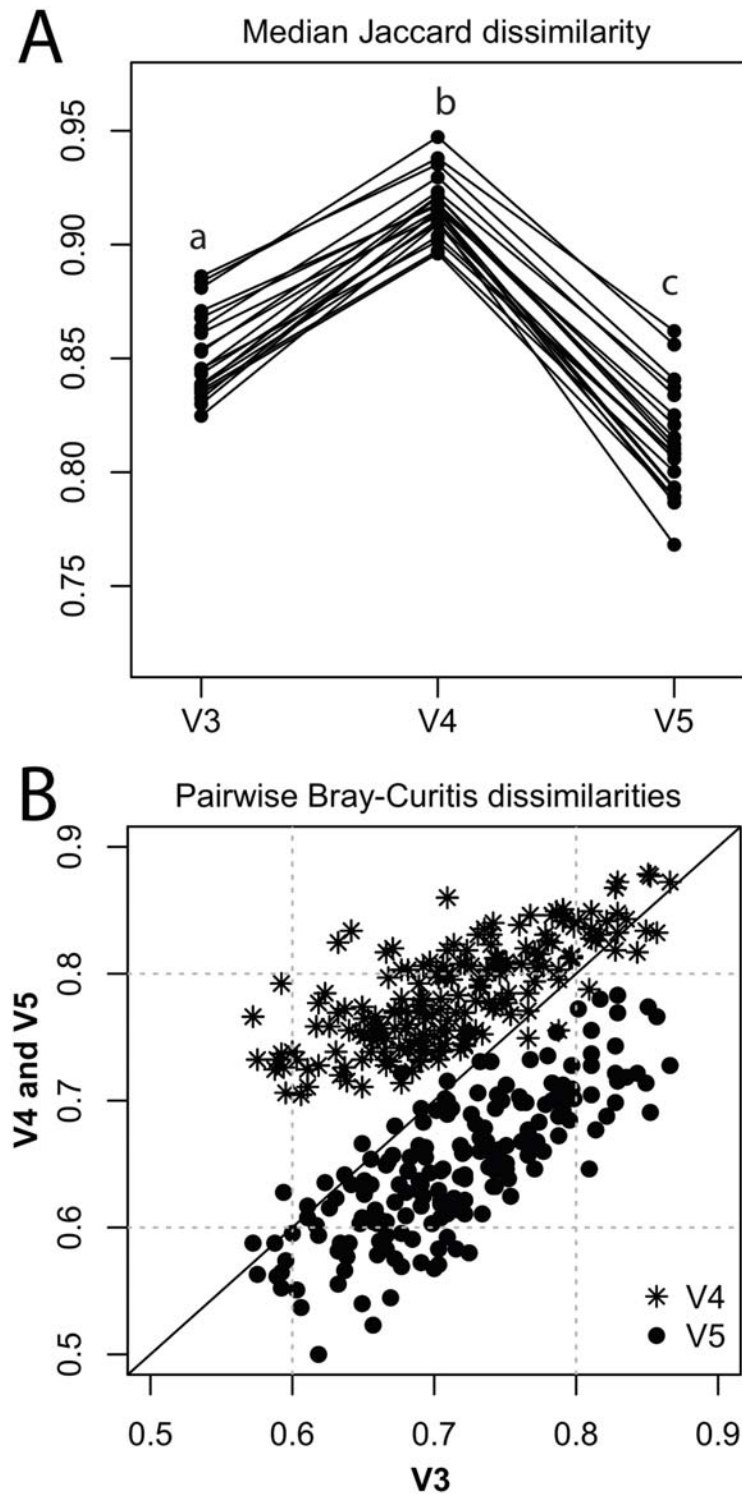 A
Median Jaccard dissimilarity
0.95
0.90
0.85
0.80
0.75
a
b
c
V3
V4
V5
B
Pairwise Bray-Curitis dissimilarities
V4 and V5
0.9
0.8
0.7
0.6
0.5
V4
V5
0.5
0.6
0.7
0.8
0.9
V3